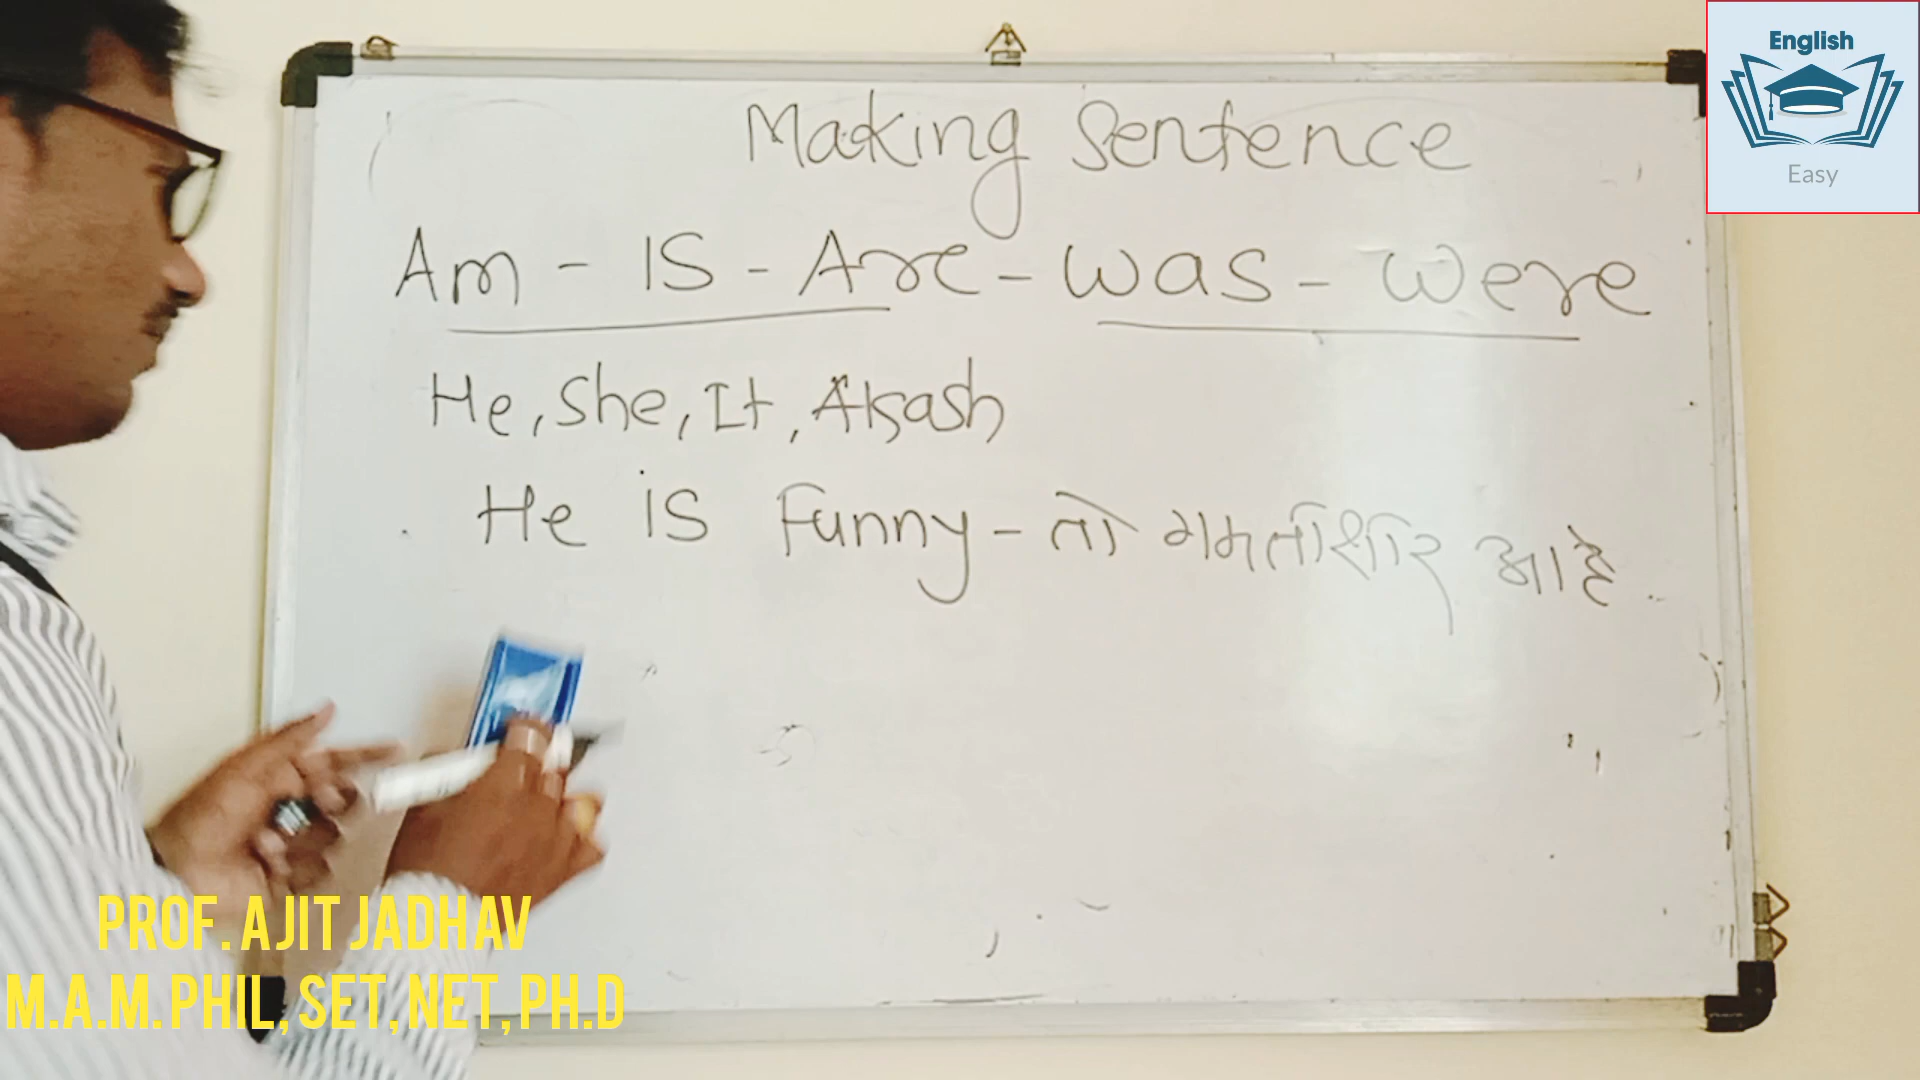 English
Easy
Making Sentence
Am - IS - Are - was - were
He, She, It, Akash
He is Funny - तो गमतीशीर आहे.
PROF. AJIT JADHAV
M.A.M. PHIL, SET, NET, PH.D